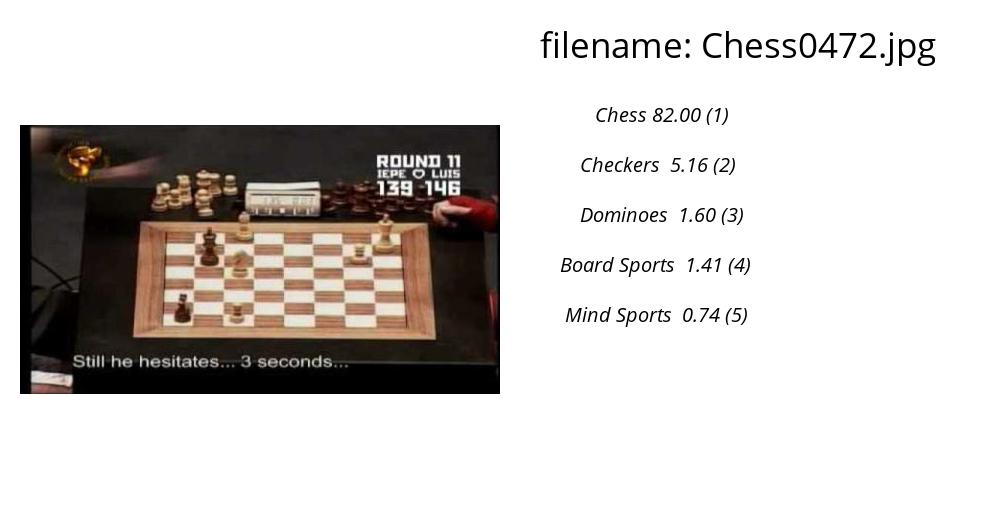 filename: Chess0472.jpg
Chess 82.00 (1)
Checkers 5.16 (2)
Dominoes 1.60 (3)
Board Sports 1.41 (4)
Mind Sports 0.74 (5)
ROUND 11
IEPE LUIS
139 146
Still he hesitates... 3 seconds...